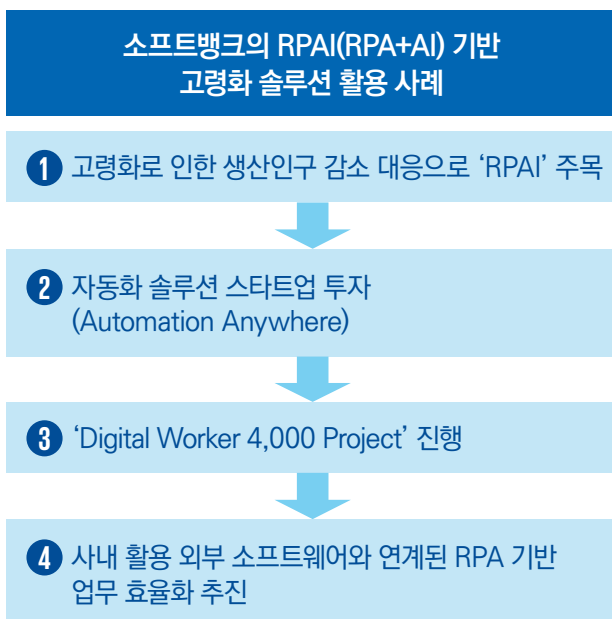 소프트뱅크의 RPAI(RPA+AI) 기반
고령화 솔루션 활용 사례
1 고령화로 인한 생산인구 감소 대응으로 ‘RPAI’ 주목
2 자동화 솔루션 스타트업 투자
(Automation Anywhere)
3 ‘Digital Worker 4,000 Project’ 진행
4 사내 활용 외부 소프트웨어와 연계된 RPA 기반
업무 효율화 추진